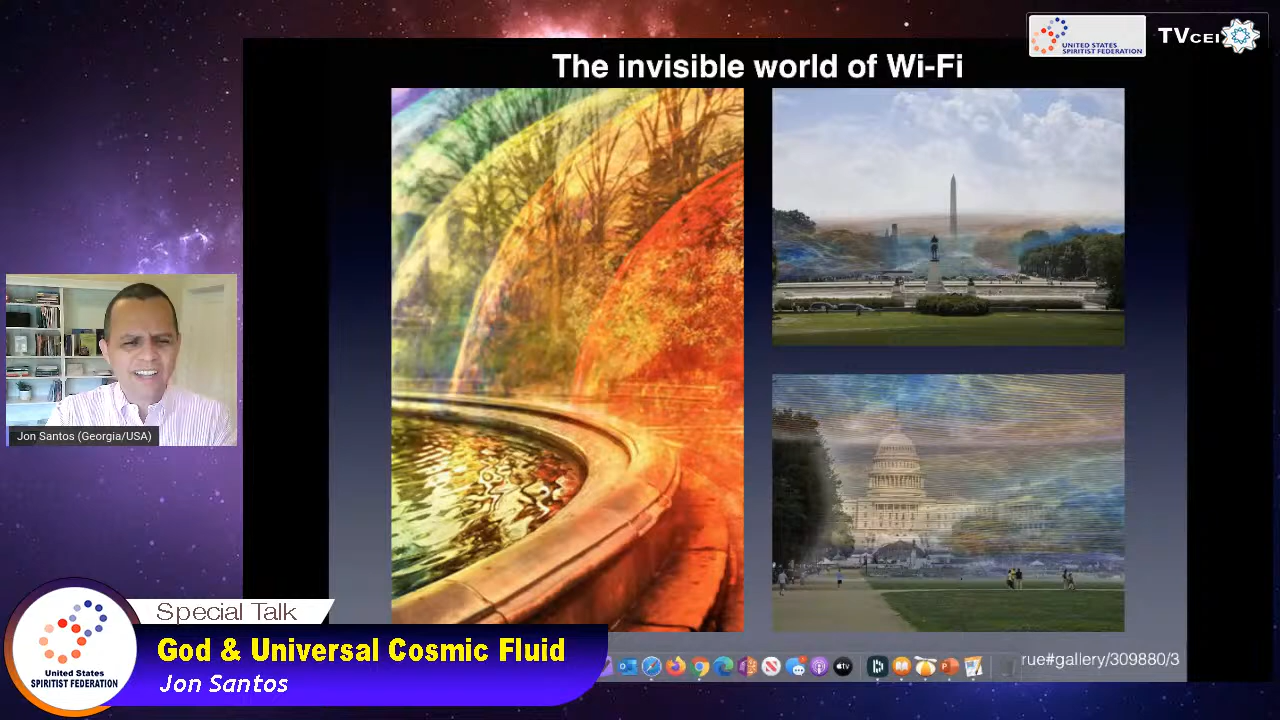 The invisible world of Wi-Fi
UNITED STATES
SPIRITIST FEDERATION
TVCEI
Jon Santos (Georgia/USA)
Special Talk
God & Universal Cosmic Fluid
Jon Santos
United States
SPIRITIST FEDERATION
rue#gallery/309880/3
tv